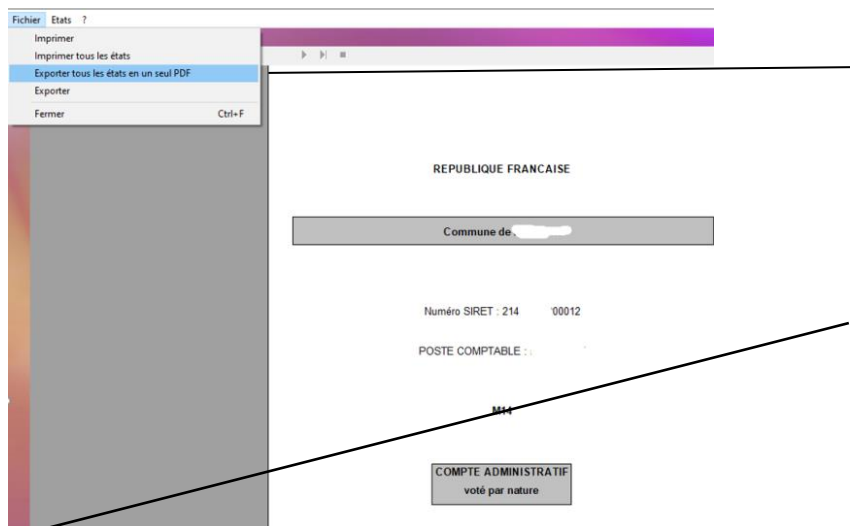 Fichier Etats ?
Imprimer
Imprimer tous les états
Exporter tous les états en un seul PDF
Exporter
Fermer Ctrl+F
REPUBLIQUE FRANCAISE
Commune de
Numéro SIRET : 214 00012
POSTE COMPTABLE :
M14
COMPTE ADMINISTRATIF
voté par nature